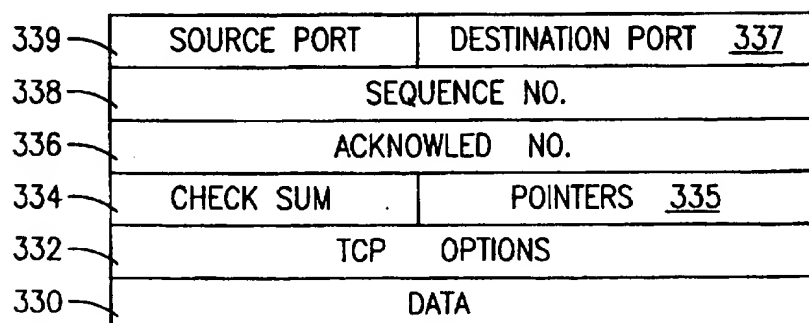 339 SOURCE PORT DESTINATION PORT 337
338 SEQUENCE NO.
336 ACKNOWLED NO.
334 CHECK SUM POINTERS 335
332 TCP OPTIONS
330 DATA